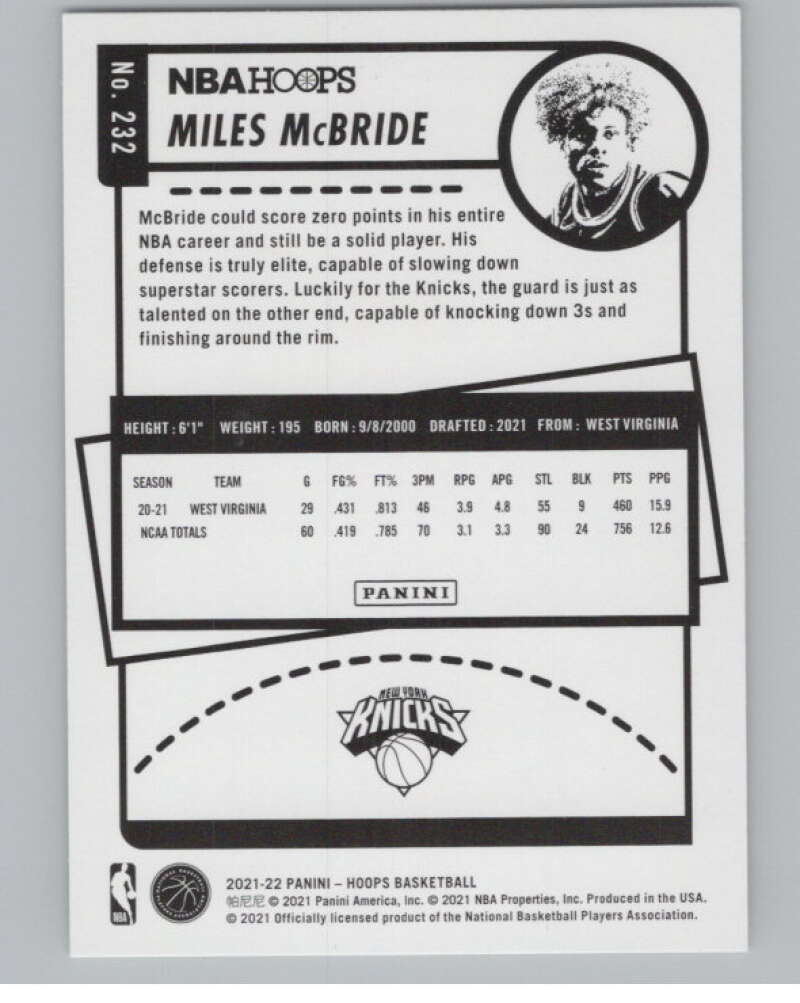 No. 232
NBA HOOPS
MILES McBRIDE
McBride could score zero points in his entire
NBA career and still be a solid player. His
defense is truly elite, capable of slowing down
superstar scorers. Luckily for the Knicks, the guard is just as
talented on the other end, capable of knocking down 3s and
finishing around the rim.
HEIGHT: 6'1" WEIGHT: 195 BORN: 9/8/2000 DRAFTED: 2021 FROM: WEST VIRGINIA
SEASON TEAM G FG% FT% 3PM RPG APG STL BLK PTS PPG
20-21 WEST VIRGINIA 29 .431 .813 46 3.9 4.8 55 9 460 15.9
NCAA TOTALS 60 .419 .785 70 3.1 3.3 90 24 756 12.6
PANINI
NEW YORK
KNICKS
NBA
2021-22 PANINI – HOOPS BASKETBALL
帕尼尼 © 2021 Panini America, Inc. © 2021 NBA Properties, Inc. Produced in the USA.
© 2021 Officially licensed product of the National Basketball Players Association.